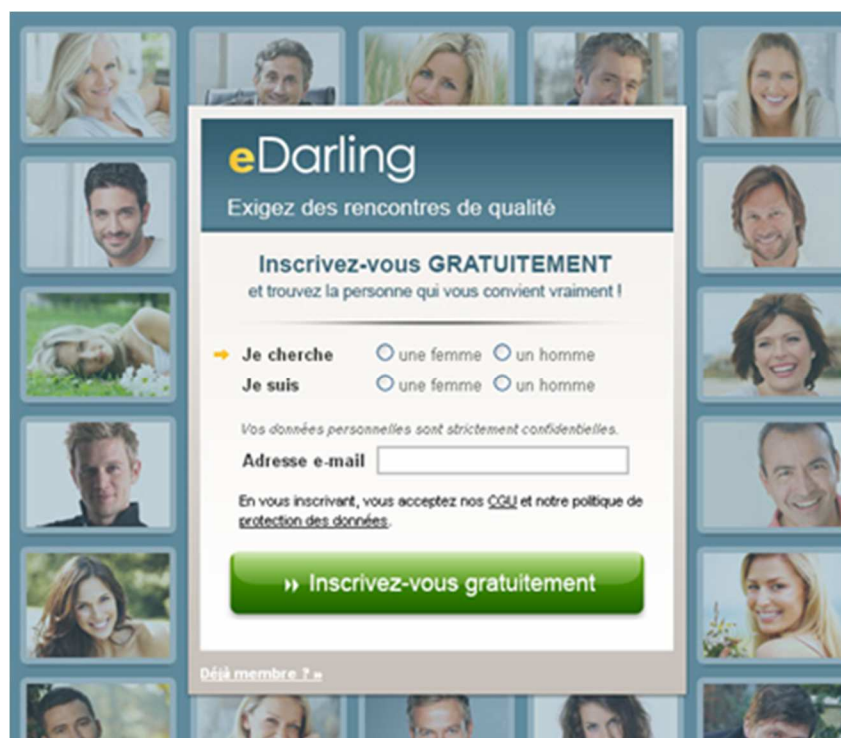 eDarling
Exigez des rencontres de qualité
Inscrivez-vous GRATUITEMENT
et trouvez la personne qui vous convient vraiment !
Je cherche une femme un homme
Je suis une femme un homme
Vos données personnelles sont strictement confidentielles.
Adresse e-mail
En vous inscrivant, vous acceptez nos CGU et notre politique de
protection des données.
Inscrivez-vous gratuitement
Déjà membre ? »